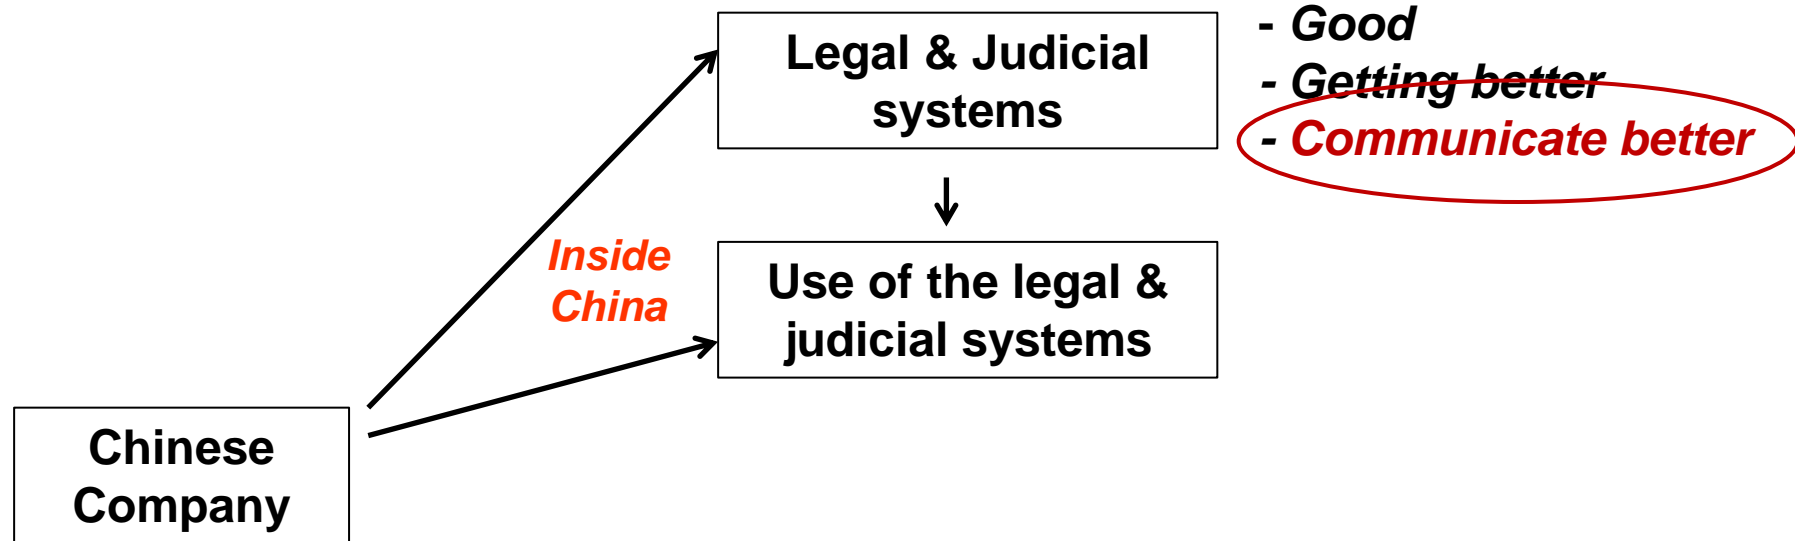 Legal & Judicial
systems
- Good
- Getting better
- Communicate better
Inside
China
Use of the legal &
judicial systems
Chinese
Company